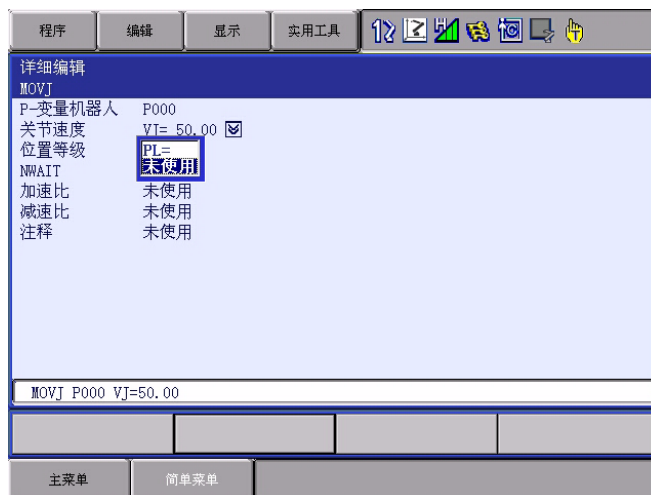 程序 编辑 显示 实用工具
详细编辑
MOVJ
P-变量机器人 P000
关节速度 VJ= 50.00
位置等级 PL=
NWAIT 未使用
加速比 未使用
减速比 未使用
注释 未使用
MOVJ P000 VJ=50.00
主菜单 简单菜单